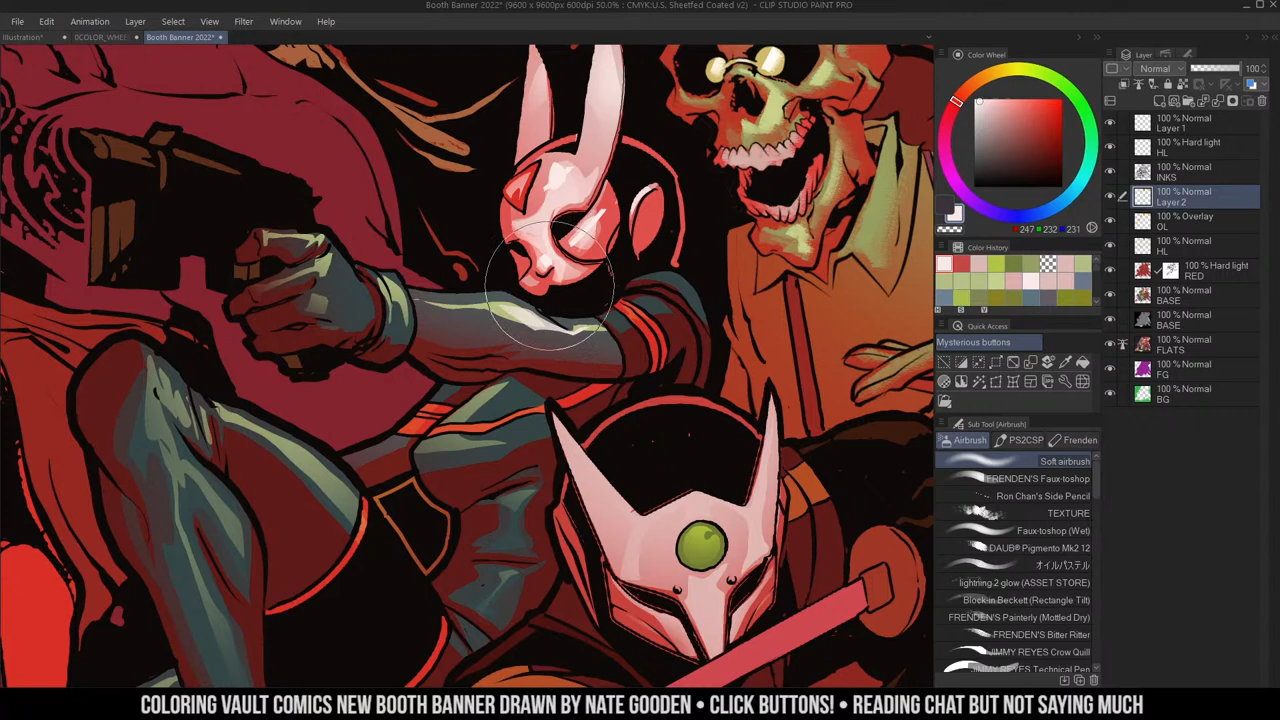 Booth Banner 2022* (9600 x 9600px 600dpi 50.0% : CMYK:U.S. Sheetfed Coated v2) - CLIP STUDIO PAINT PRO
File Edit Animation Layer Select View Filter Window Help
Illustration* 0COLOR_WHE Booth Banner 2022*
Color Wheel
247 232 231
Color History
H S V
Quick Access
Mysterious buttons
Sub Tool [Airbrush]
Airbrush PS2CSP Frenden
Soft airbrush
FRENDEN'S Faux-toshop
Ron Chan's Side Pencil
TEXTURE
Faux-toshop (Wet)
DAUB® Pigmento Mk2 12
オイルパステル
lightning 2 glow (ASSET STORE)
Block-in Beckett (Rectangle Tilt)
FRENDEN'S Painterly (Mottled Dry)
FRENDEN'S Bitter Ritter
JIMMY REYES Crow Quill
JIMMY REYES Technical Pen
Layer
Normal 100
100 % Normal
Layer 1
100 % Hard light
HL
100 % Normal
INKS
100 % Normal
Layer 2
100 % Overlay
OL
100 % Normal
HL
100 % Hard light
RED
100 % Normal
BASE
100 % Normal
BASE
100 % Normal
FLATS
100 % Normal
FG
100 % Normal
BG
COLORING VAULT COMICS NEW BOOTH BANNER DRAWN BY NATE GOODEN • CLICK BUTTONS! • READING CHAT BUT NOT SAYING MUCH